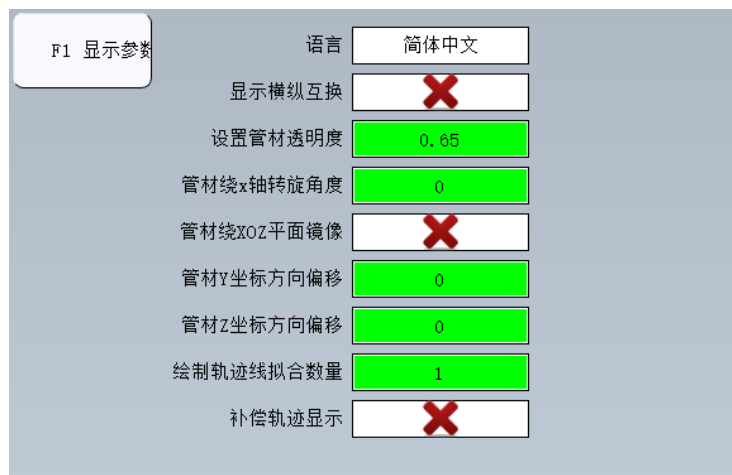 F1 显示参数
语言 简体中文
显示横纵互换
设置管材透明度 0.65
管材绕x轴转旋角度 0
管材绕XOZ平面镜像
管材Y坐标方向偏移 0
管材Z坐标方向偏移 0
绘制轨迹线拟合数量 1
补偿轨迹显示